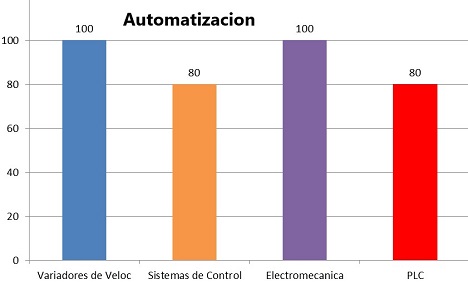 Automatizacion
100
80
100
80
100
80
60
40
20
0
Variadores de Veloc
Sistemas de Control
Electromecanica
PLC